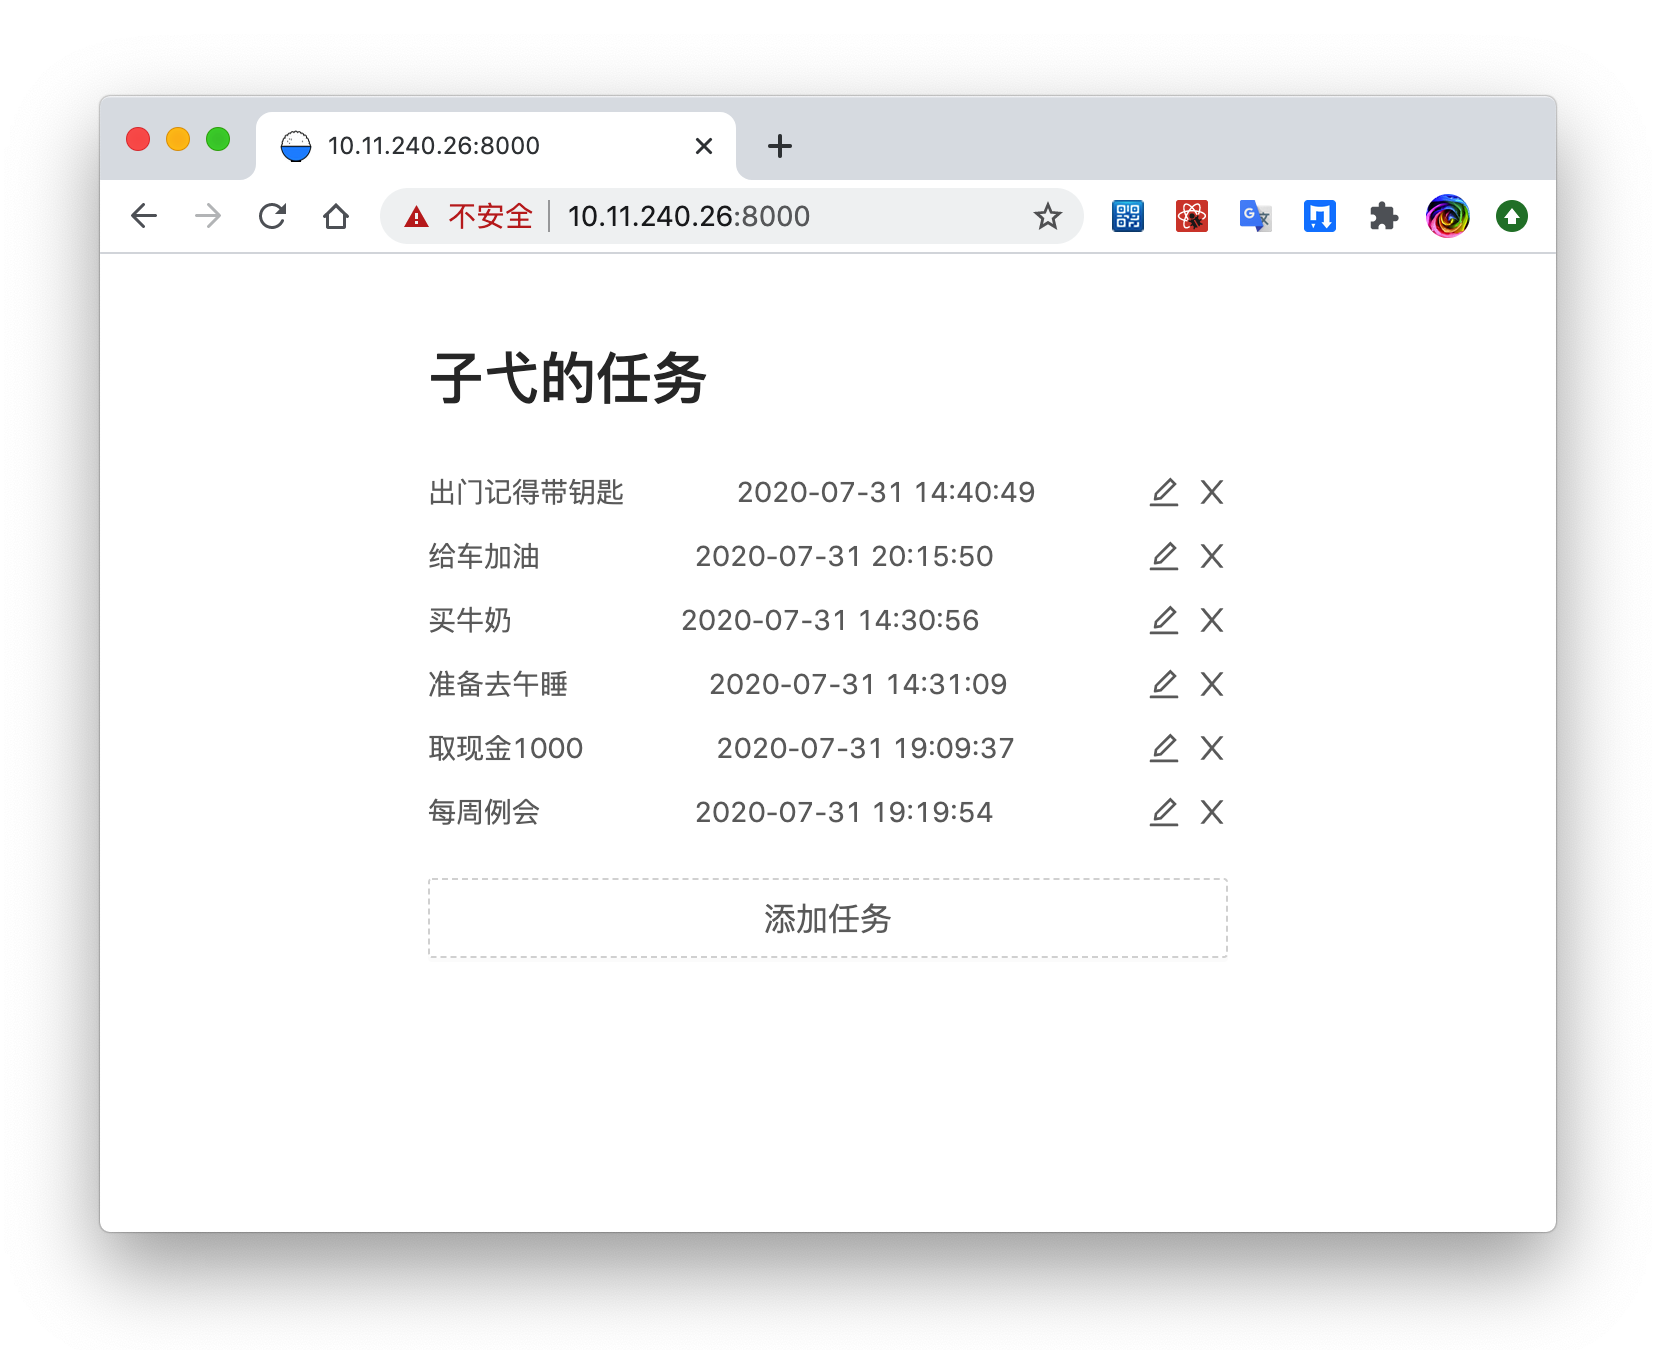 10.11.240.26:8000
不安全 10.11.240.26:8000
子弋的任务
出门记得带钥匙 2020-07-31 14:40:49
给车加油 2020-07-31 20:15:50
买牛奶 2020-07-31 14:30:56
准备去午睡 2020-07-31 14:31:09
取现金1000 2020-07-31 19:09:37
每周例会 2020-07-31 19:19:54
添加任务